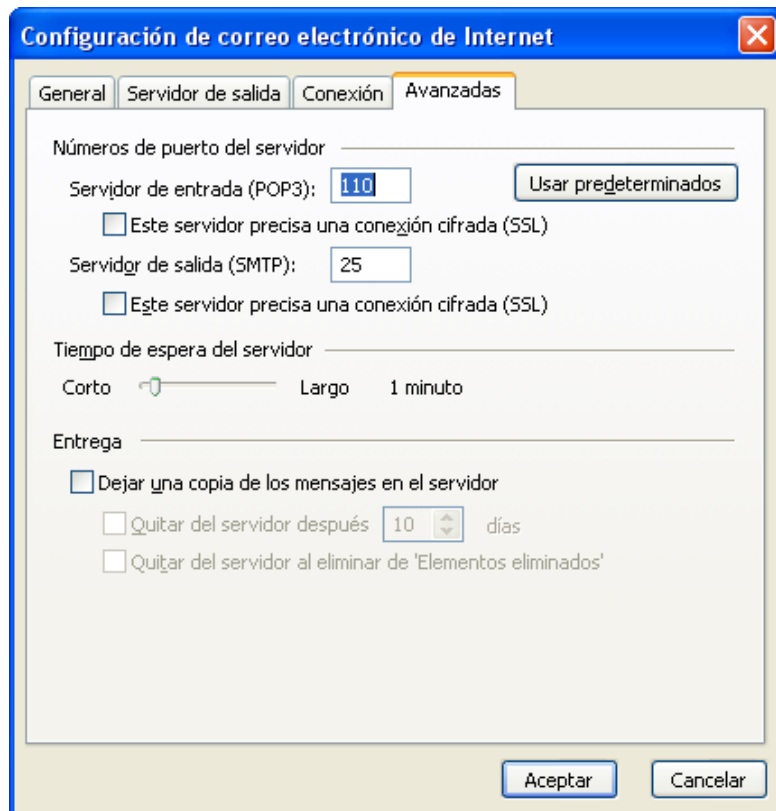 Configuración de correo electrónico de Internet
General Servidor de salida Conexión Avanzadas
Números de puerto del servidor
Servidor de entrada (POP3): 110 Usar predeterminados
Este servidor precisa una conexión cifrada (SSL)
Servidor de salida (SMTP): 25
Este servidor precisa una conexión cifrada (SSL)
Tiempo de espera del servidor
Corto Largo 1 minuto
Entrega
Dejar una copia de los mensajes en el servidor
Quitar del servidor después 10 días
Quitar del servidor al eliminar de 'Elementos eliminados'
Aceptar Cancelar